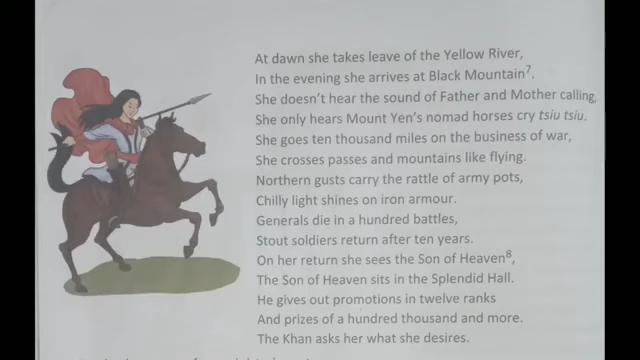 At dawn she takes leave of the Yellow River,
In the evening she arrives at Black Mountain⁷.
She doesn't hear the sound of Father and Mother calling,
She only hears Mount Yen's nomad horses cry tsiu tsiu.
She goes ten thousand miles on the business of war,
She crosses passes and mountains like flying.
Northern gusts carry the rattle of army pots,
Chilly light shines on iron armour.
Generals die in a hundred battles,
Stout soldiers return after ten years.
On her return she sees the Son of Heaven⁸,
The Son of Heaven sits in the Splendid Hall.
He gives out promotions in twelve ranks
And prizes of a hundred thousand and more.
The Khan asks her what she desires.